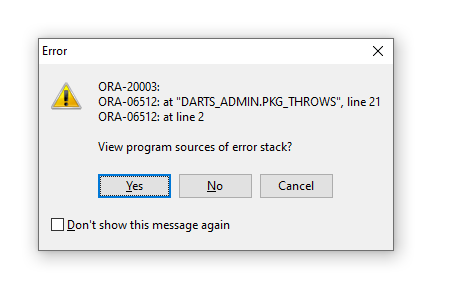 Error
ORA-20003:
ORA-06512: at "DARTS_ADMIN.PKG_THROWS", line 21
ORA-06512: at line 2
View program sources of error stack?
Yes No Cancel
Don't show this message again